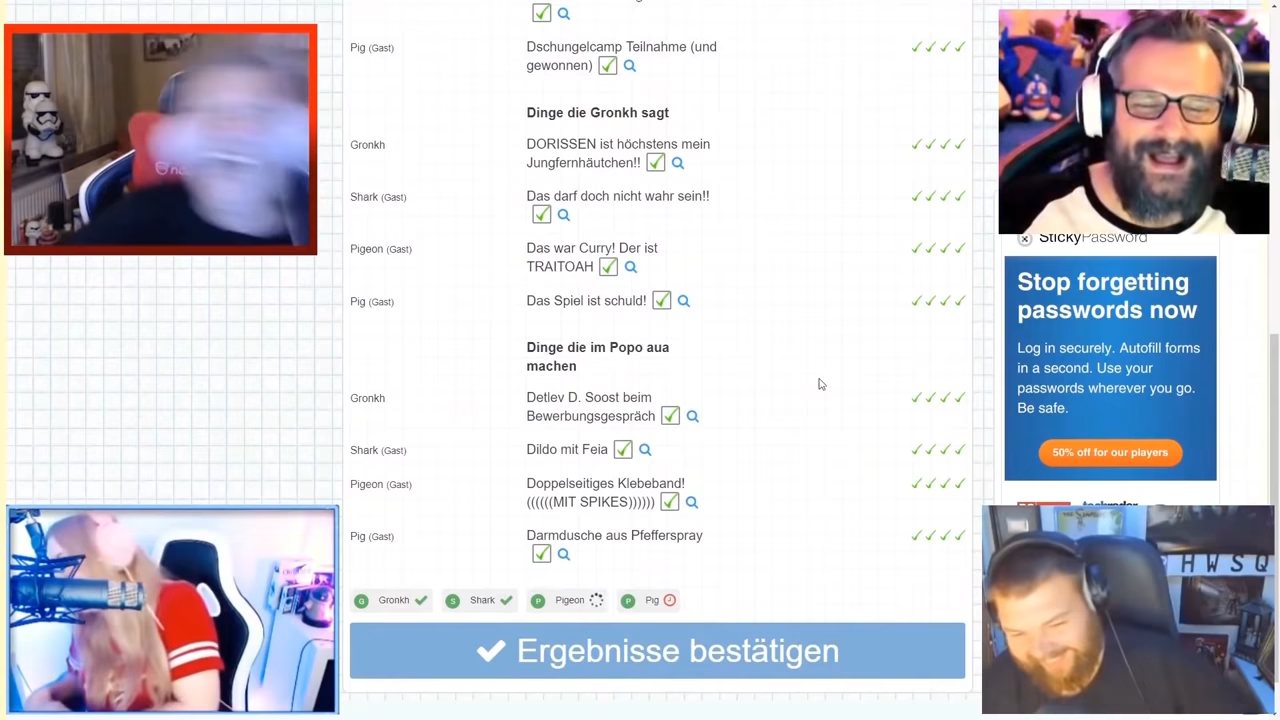 Pig (Gast)
Dschungelcamp Teilnahme (und
gewonnen)
Dinge die Gronkh sagt
Gronkh
DORISSEN ist höchstens mein
Jungfernhäutchen!!
Shark (Gast)
Das darf doch nicht wahr sein!!
Pigeon (Gast)
Das war Curry! Der ist
TRAITOAH
Pig (Gast)
Das Spiel ist schuld!
Dinge die im Popo aua
machen
Gronkh
Detlev D. Soost beim
Bewerbungsgespräch
Shark (Gast)
Dildo mit Feia
Pigeon (Gast)
Doppelseitiges Klebeband!
((((((MIT SPIKES))))))
Pig (Gast)
Darmdusche aus Pfefferspray
G Gronkh
S Shark
P Pigeon
P Pig
Ergebnisse bestätigen
StickyPassword
Stop forgetting
passwords now
Log in securely. Autofill forms
in a second. Use your
passwords wherever you go.
Be safe.
50% off for our players
H W S Q